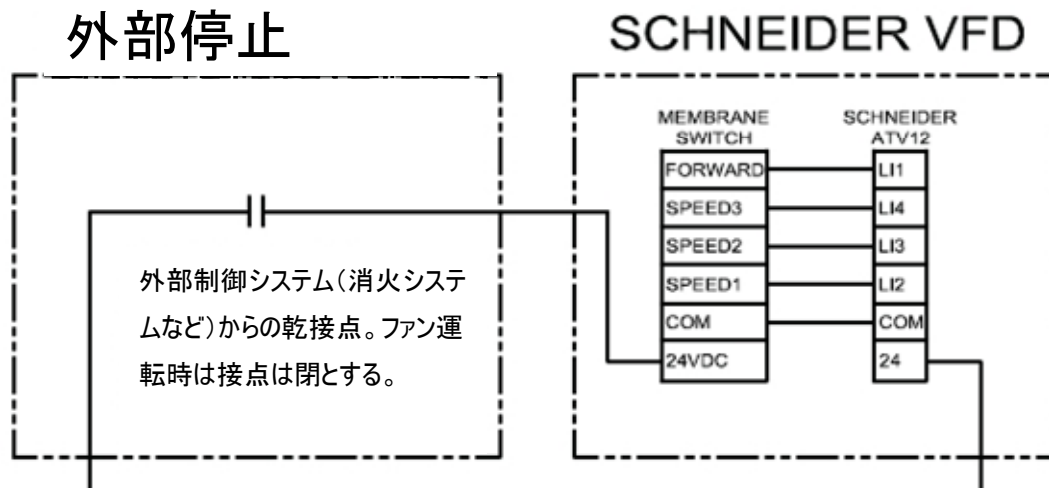 外部停止
SCHNEIDER VFD
MEMBRANE
SWITCH
SCHNEIDER
ATV12
FORWARD
LI1
SPEED3
LI4
SPEED2
LI3
SPEED1
LI2
COM
COM
24VDC
24
外部制御システム（消火システ
ムなど）からの乾接点。ファン運
転時は接点は閉とする。